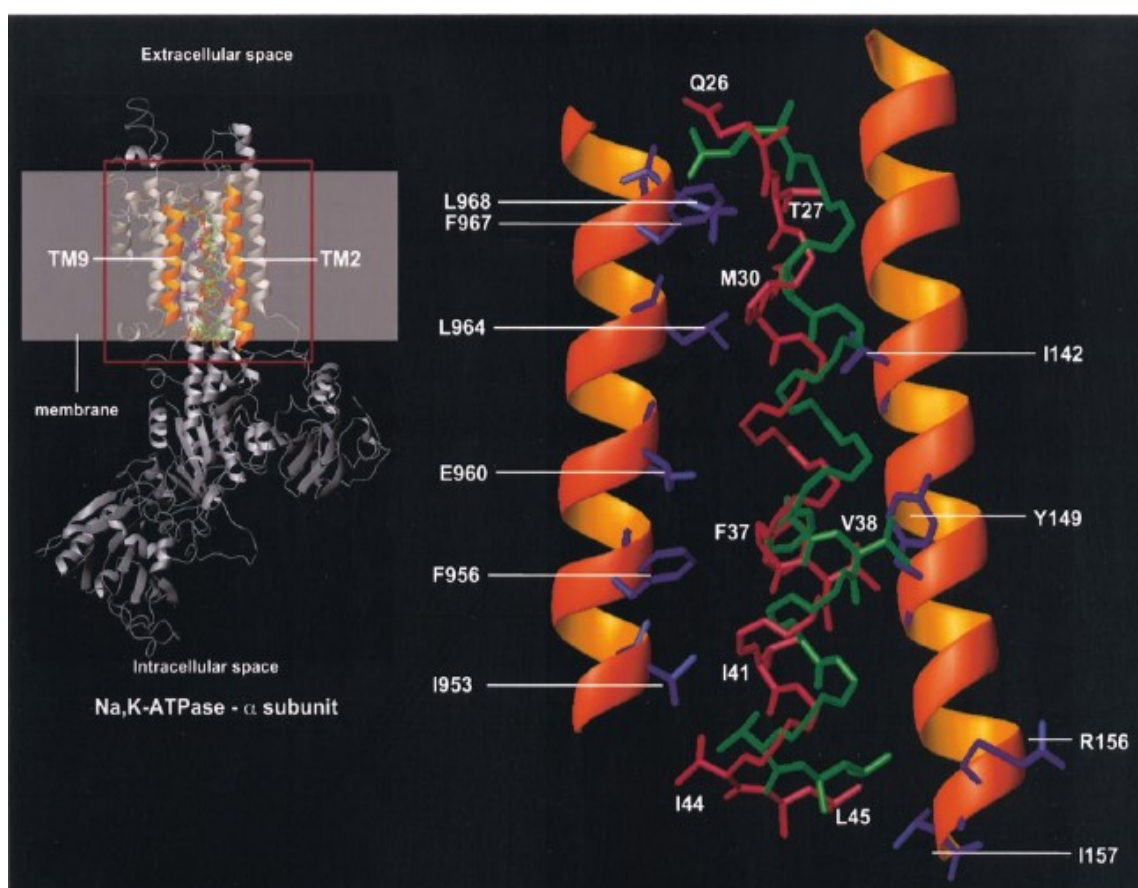 Extracellular space
TM9
TM2
membrane
Intracellular space
Na,K-ATPase - α subunit
Q26
L968
F967
T27
M30
L964
I142
E960
F37
V38
Y149
F956
I41
I953
R156
I44
L45
I157